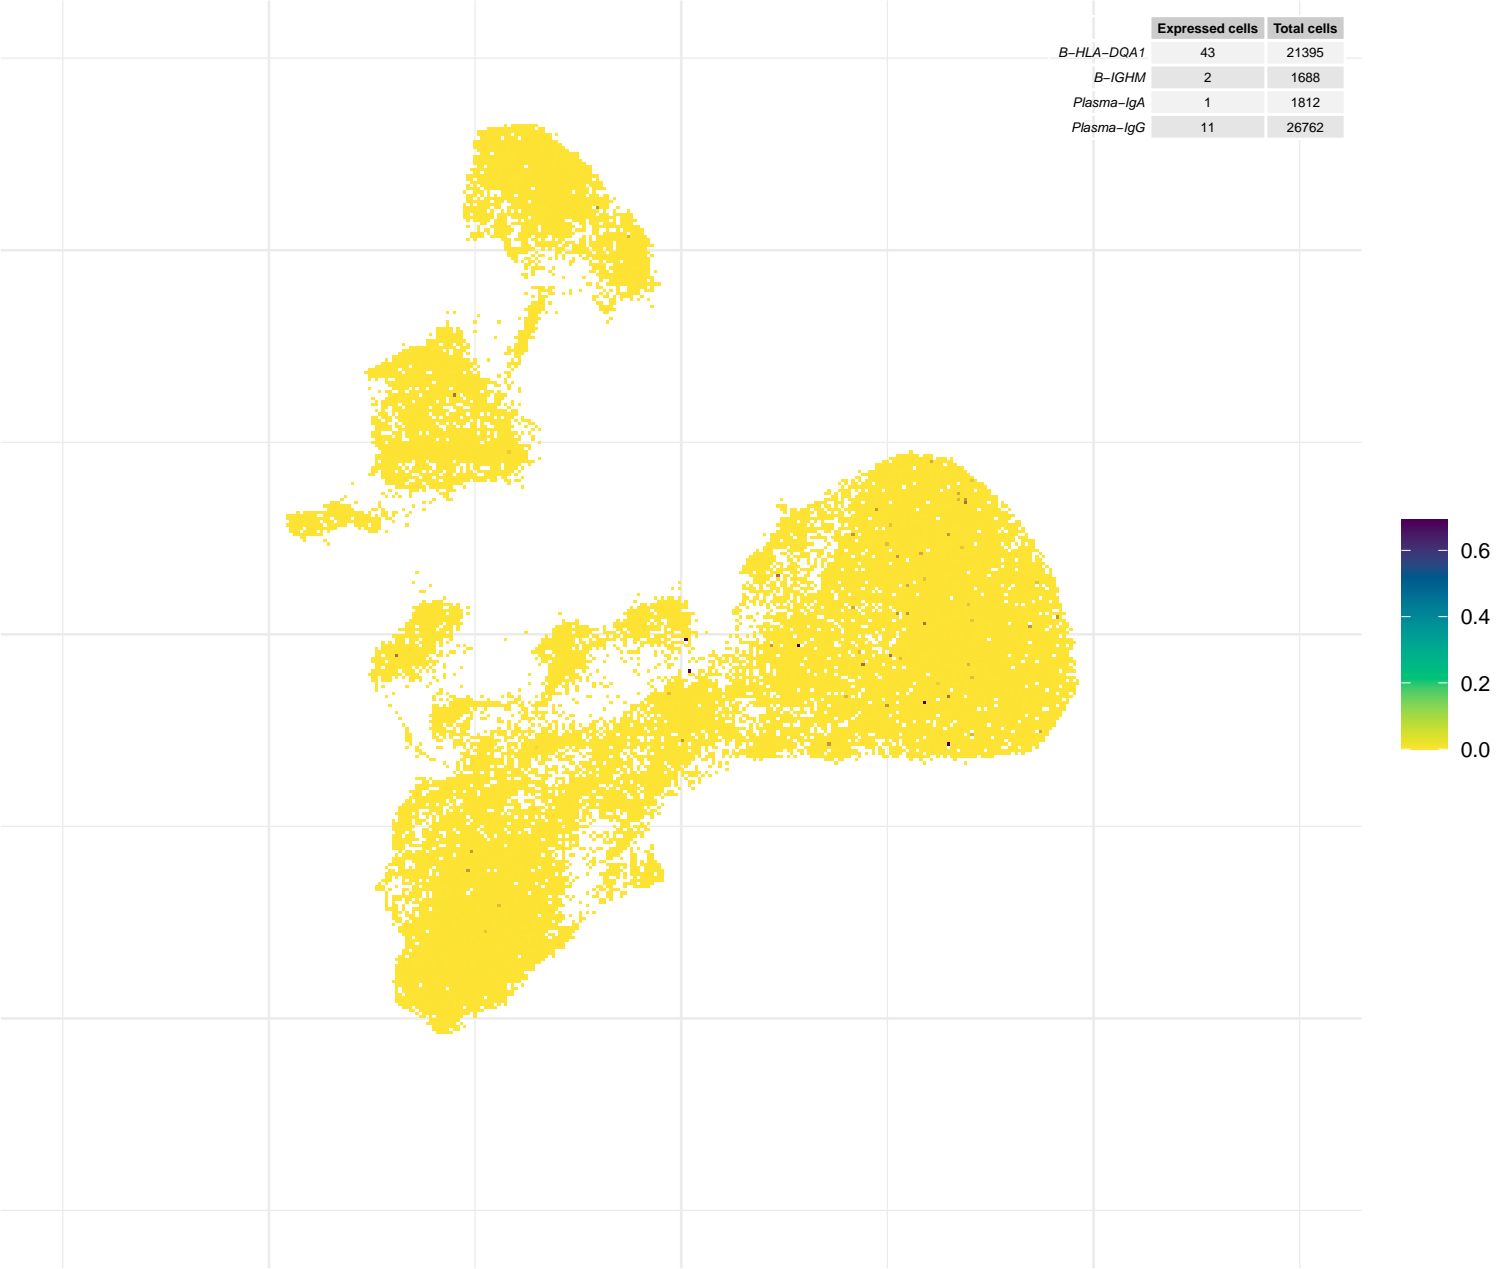 Expressed cells Total cells
B−HLA−DQA1 43 21395
B−IGHM 2 1688
Plasma−IgA 1 1812
Plasma−IgG 11 26762
0.6
0.4
0.2
0.0